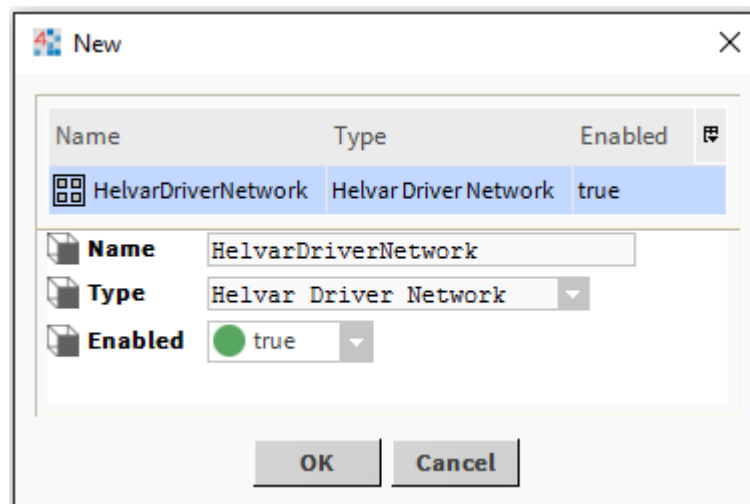 New
Name Type Enabled
HelvarDriverNetwork Helvar Driver Network true
Name HelvarDriverNetwork
Type Helvar Driver Network
Enabled true
OK Cancel